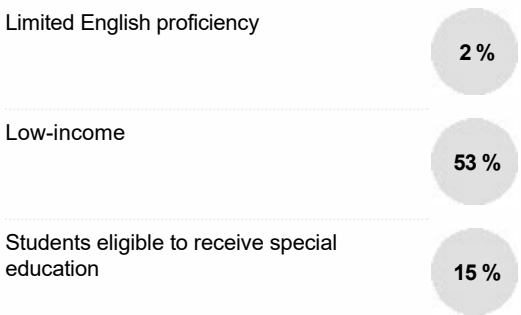 Limited English proficiency
2 %
Low-income
53 %
Students eligible to receive special
education
15 %